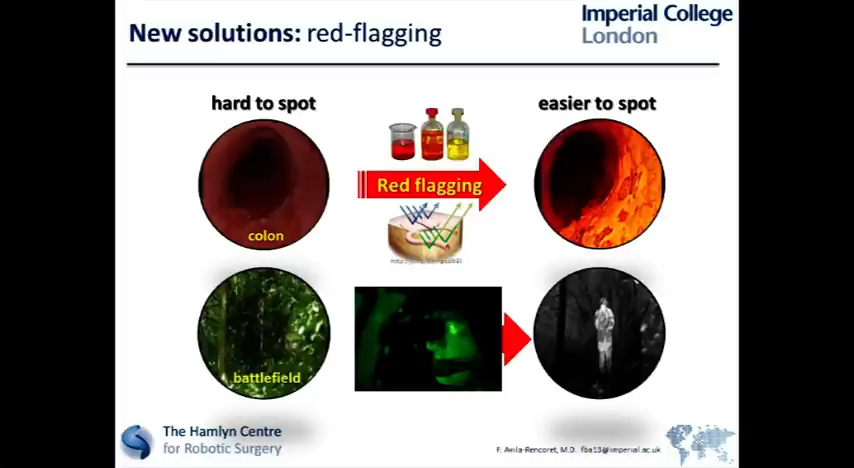 New solutions: red-flagging
Imperial College
London
hard to spot
easier to spot
Red flagging
colon
battlefield
The Hamlyn Centre
for Robotic Surgery
F. Avila-Rencoret, M.D. fba13@imperial.ac.uk